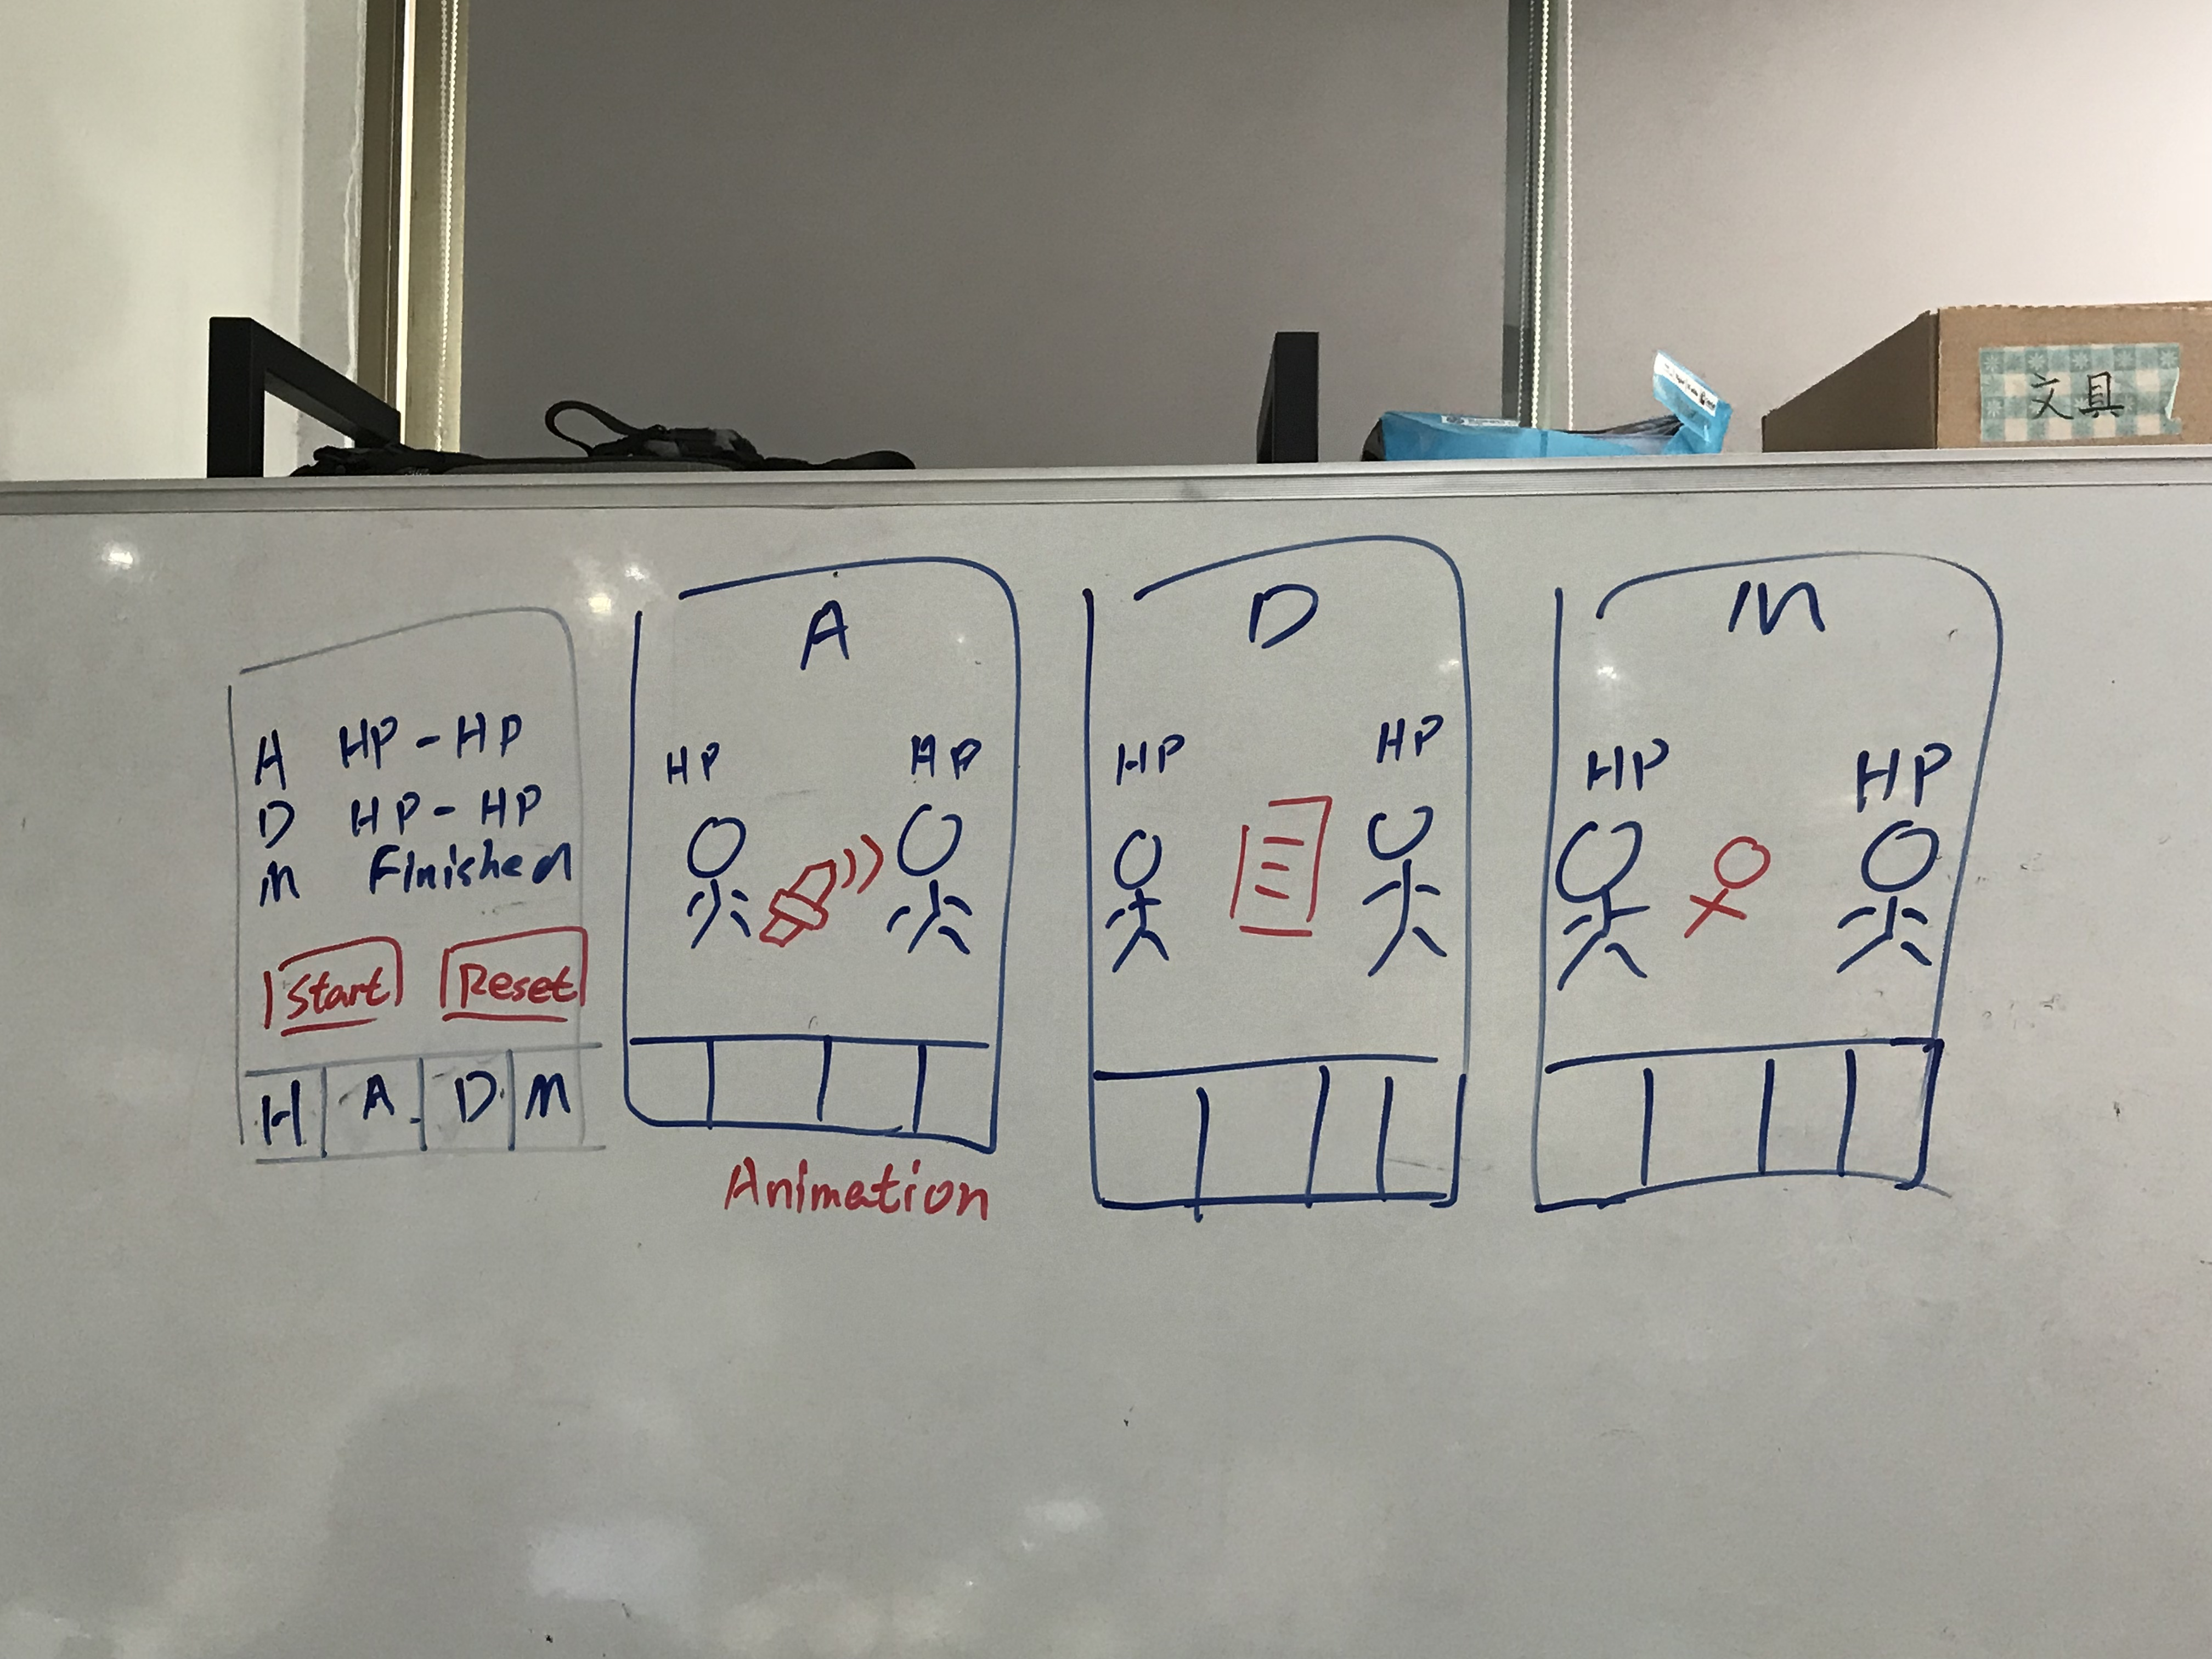 文具
A HP - HP
D HP - HP
M Finished
Start Reset
H A D M
A
HP HP
Animation
D
HP HP
M
HP HP